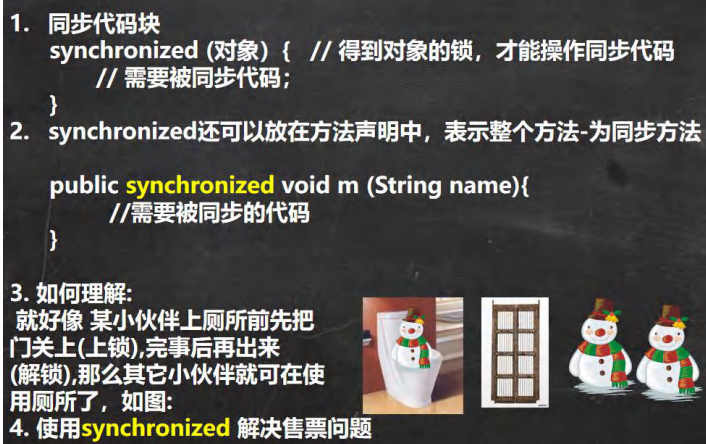 1. 同步代码块
synchronized (对象) { // 得到对象的锁，才能操作同步代码
// 需要被同步代码；
}
2. synchronized还可以放在方法声明中，表示整个方法-为同步方法
public synchronized void m (String name){
//需要被同步的代码
}
3. 如何理解:
就好像 某小伙伴上厕所前先把
门关上(上锁),完事后再出来
(解锁),那么其它小伙伴就可在使
用厕所了，如图:
4. 使用synchronized 解决售票问题